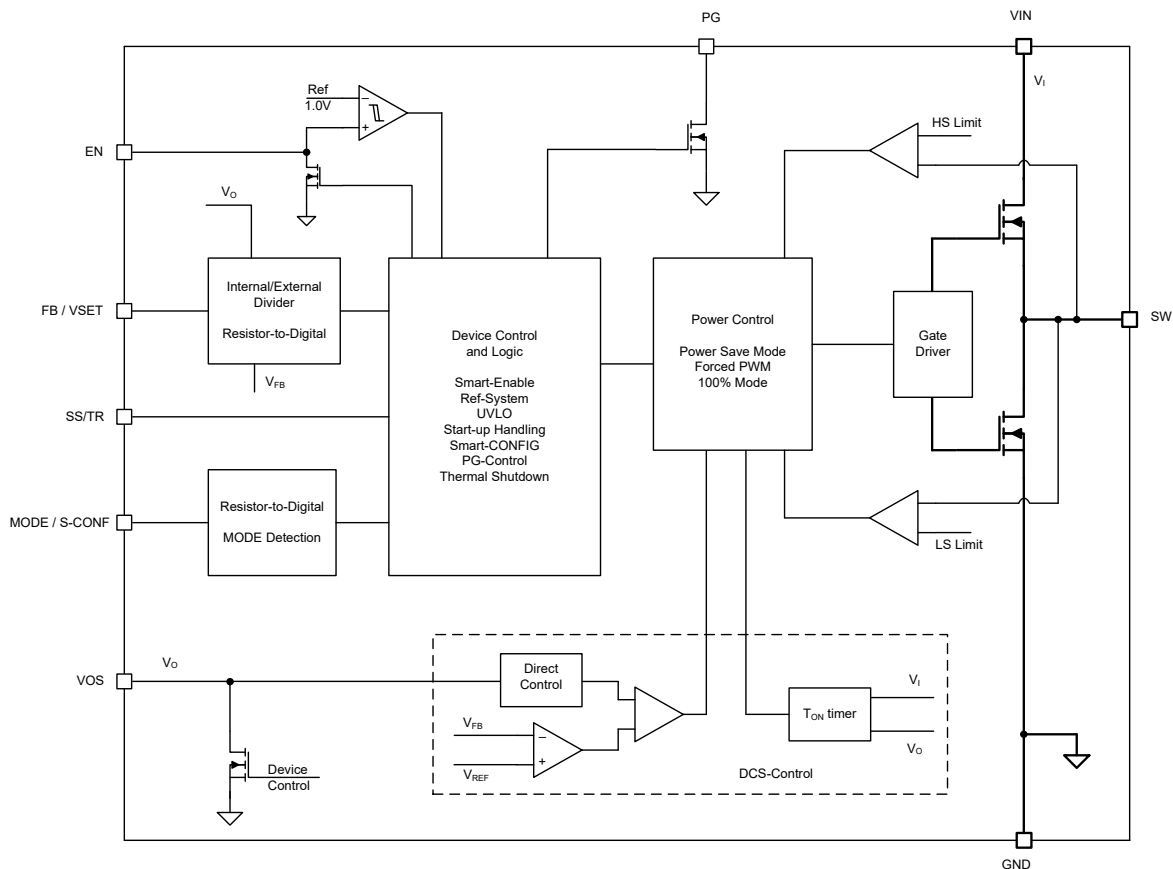 PG
VIN
VI
Ref
1.0V
−
+
HS Limit
EN
VO
Internal/External
Divider
Resistor-to-Digital
FB / VSET
VFB
Device Control
and Logic
Smart-Enable
Ref-System
UVLO
Start-up Handling
Smart-CONFIG
PG-Control
Thermal Shutdown
Power Control
Power Save Mode
Forced PWM
100% Mode
Gate
Driver
SW
SS/TR
Resistor-to-Digital
MODE Detection
MODE / S-CONF
LS Limit
VO
VOS
Direct
Control
VFB
−
+
VREF
TON timer
VI
VO
DCS-Control
Device
Control
GND